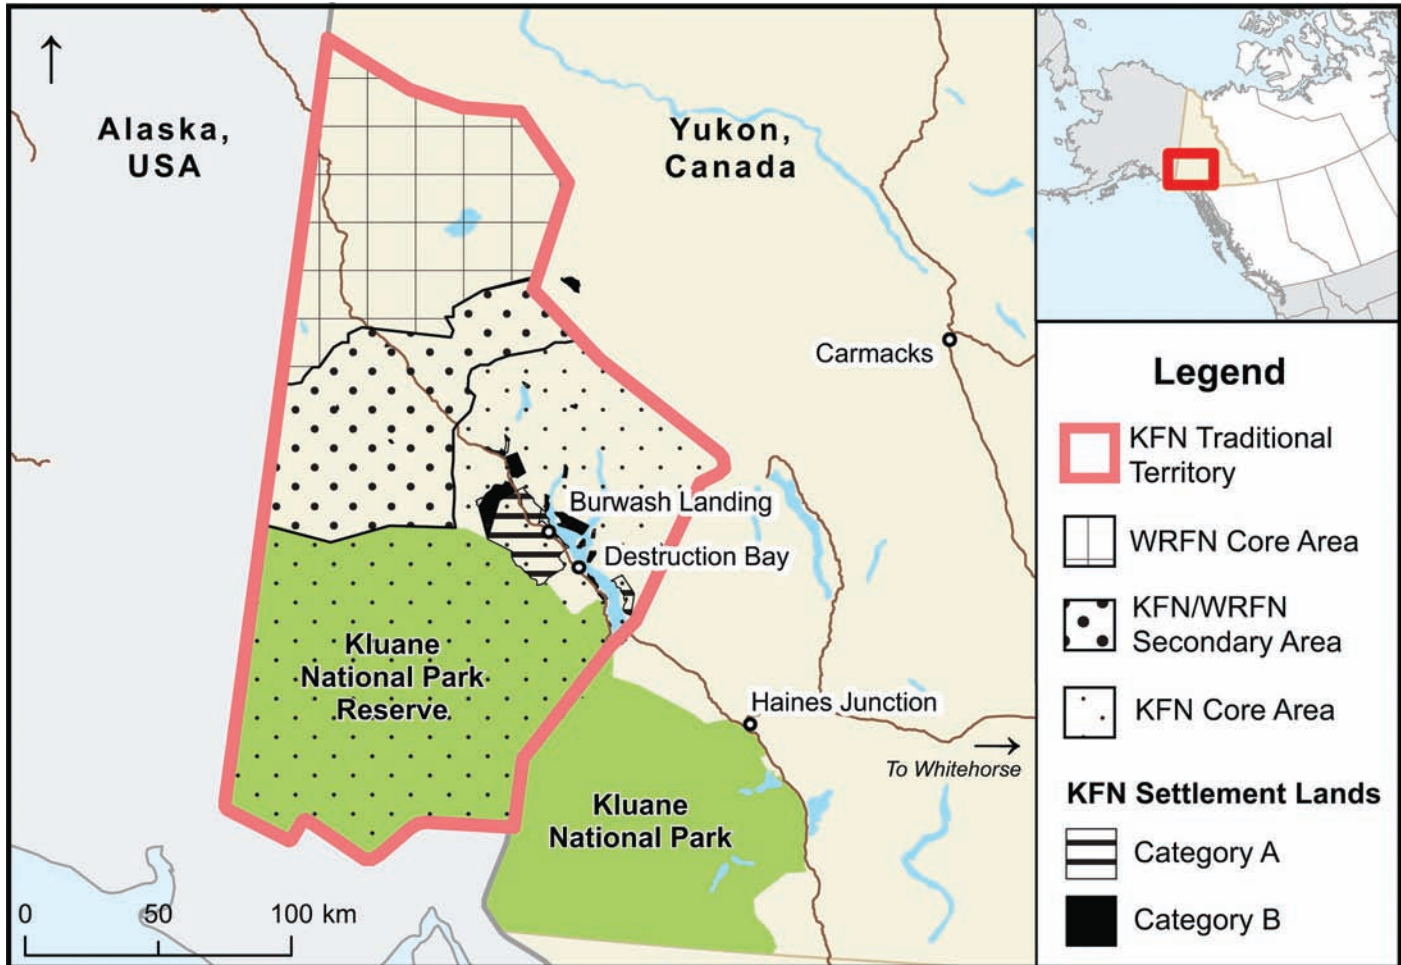 Alaska,
USA
Yukon,
Canada
Carmacks
Burwash Landing
Destruction Bay
Kluane
National Park
Reserve
Haines Junction
To Whitehorse
Kluane
National Park
0 50 100 km
Legend
KFN Traditional
Territory
WRFN Core Area
KFN/WRFN
Secondary Area
KFN Core Area
KFN Settlement Lands
Category A
Category B